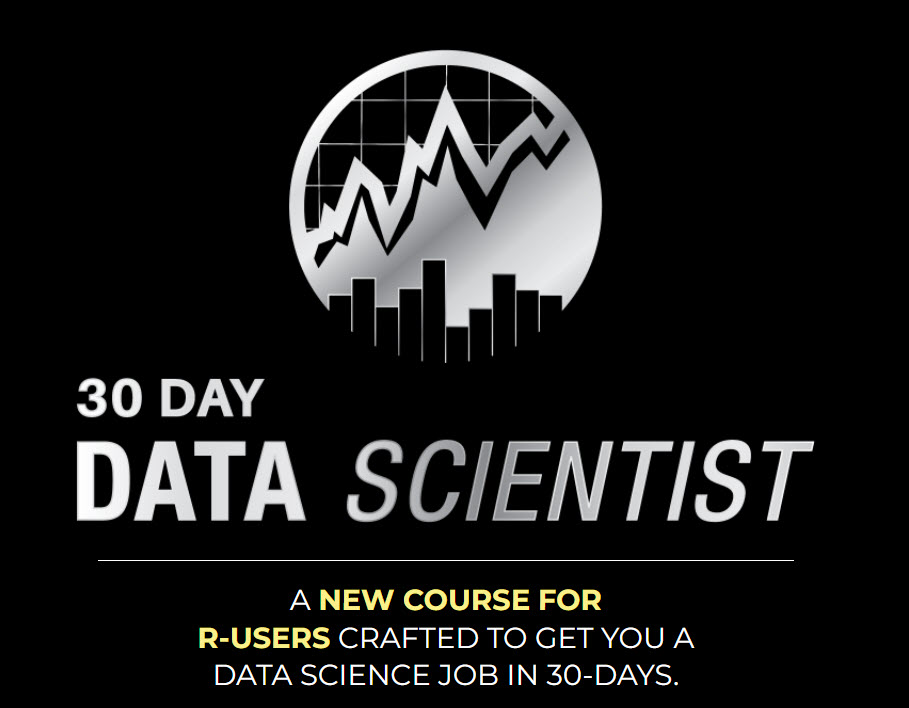 30 DAY
DATA SCIENTIST
A NEW COURSE FOR
R-USERS CRAFTED TO GET YOU A
DATA SCIENCE JOB IN 30-DAYS.